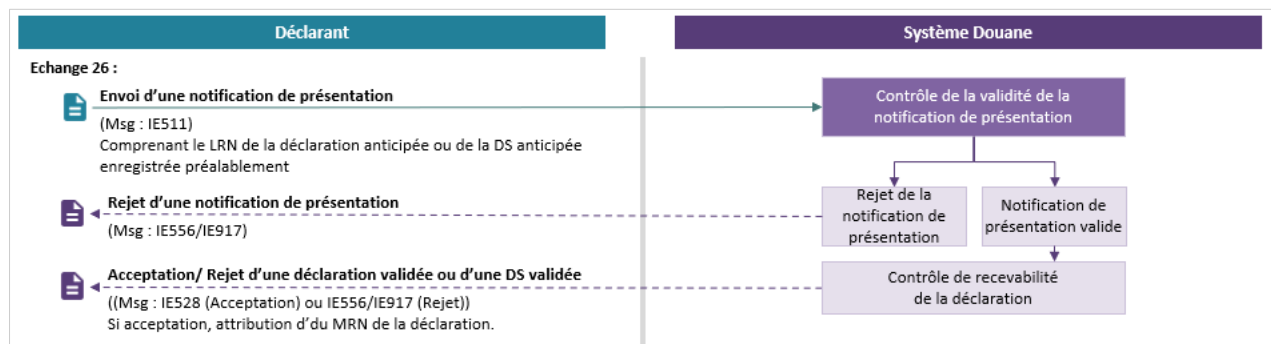 Déclarant
Système Douane
Echange 26 :
Envoi d'une notification de présentation
(Msg : IE511)
Comprenant le LRN de la déclaration anticipée ou de la DS anticipée
enregistrée préalablement
Contrôle de la validité de la
notification de présentation
Rejet d'une notification de présentation
(Msg : IE556/IE917)
Rejet de la
notification de
présentation
Notification de
présentation valide
Acceptation/ Rejet d'une déclaration validée ou d'une DS validée
((Msg : IE528 (Acceptation) ou IE556/IE917 (Rejet))
Si acceptation, attribution d'du MRN de la déclaration.
Contrôle de recevabilité
de la déclaration